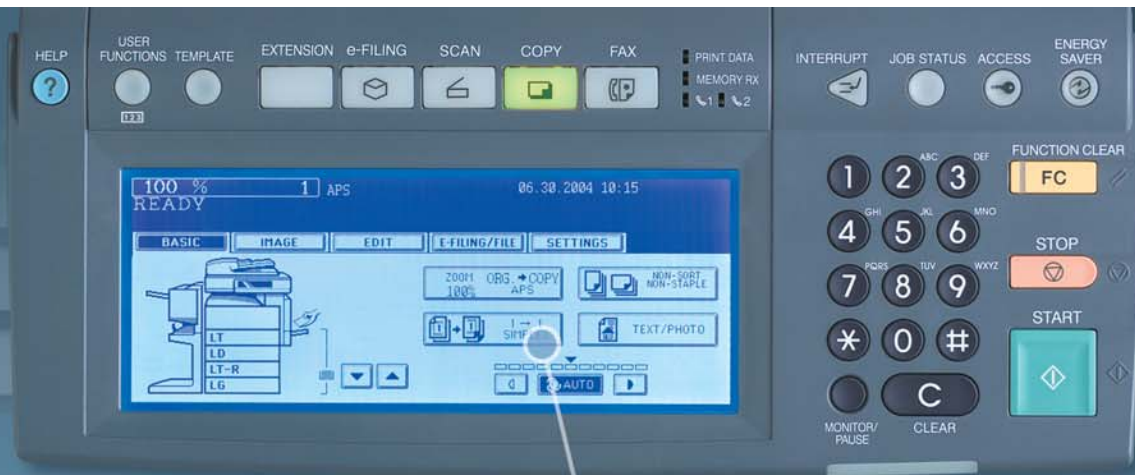 HELP
USER
FUNCTIONS TEMPLATE
EXTENSION e-FILING SCAN COPY FAX
PRINT DATA
MEMORY RX
1 2
INTERRUPT JOB STATUS ACCESS
ENERGY
SAVER
?
123
100 % 1 APS 06.30.2004 10:15
READY
BASIC IMAGE EDIT E-FILING/FILE SETTINGS
ZOOM ORG.→COPY
100% APS
NON-SORT
NON-STAPLE
1→1
TEXT/PHOTO
LT
LD
LT-R
LG
AUTO
1 2 ABC 3 DEF
4 GHI 5 JKL 6 MNO
7 PQRS 8 TUV 9 WXYZ
* 0 #
MONITOR/
PAUSE
C
CLEAR
FUNCTION CLEAR
FC
STOP
START